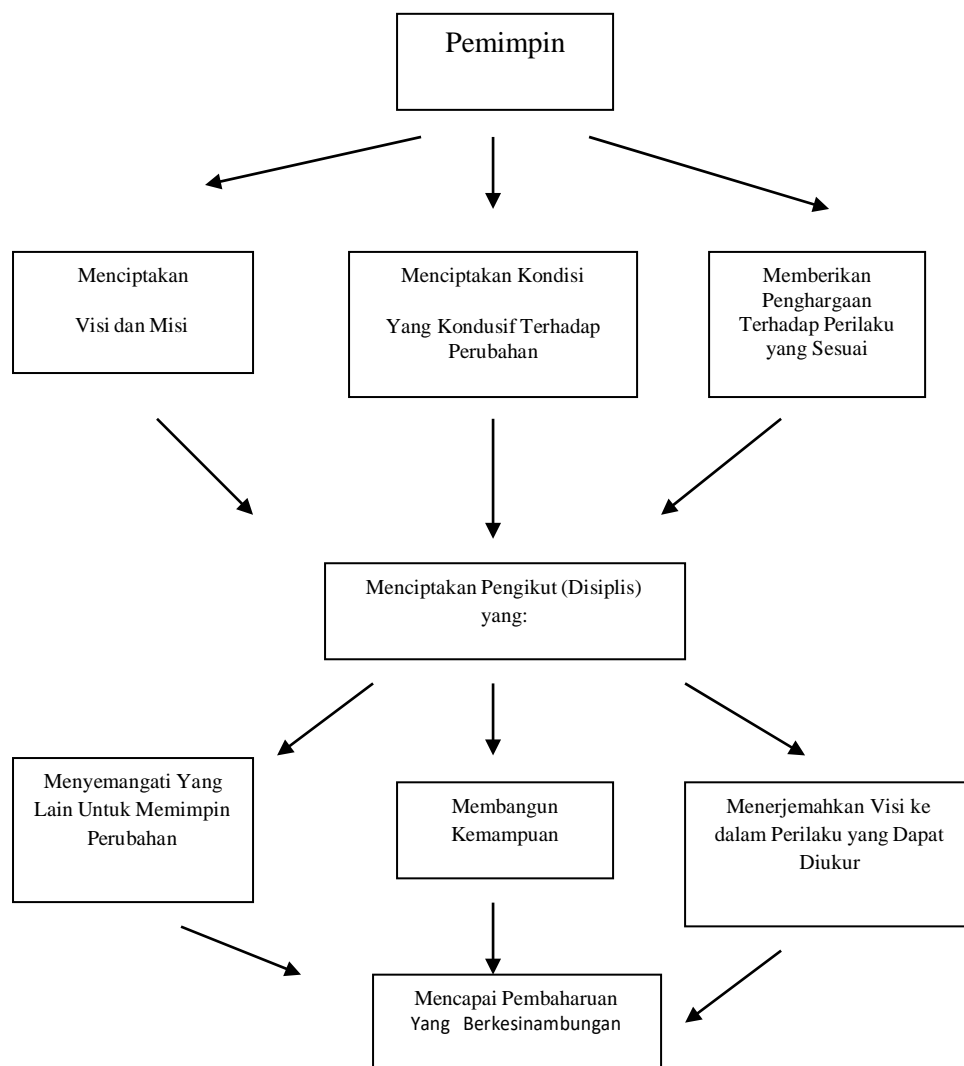 Pemimpin
Menciptakan
Visi dan Misi
Menciptakan Kondisi
Yang Kondusif Terhadap
Perubahan
Memberikan
Penghargaan
Terhadap Perilaku
yang Sesuai
Menciptakan Pengikut (Disiplis)
yang:
Menyemangati Yang
Lain Untuk Memimpin
Perubahan
Membangun
Kemampuan
Menerjemahkan Visi ke
dalam Perilaku yang Dapat
Diukur
Mencapai Pembaharuan
Yang Berkesinambungan